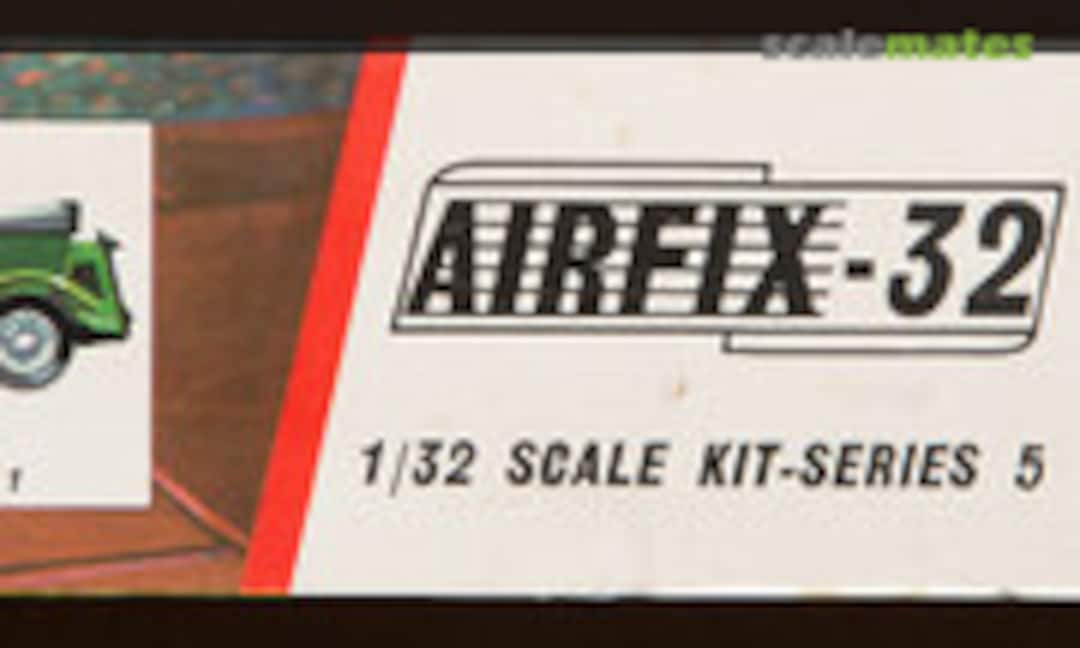 scalemates
AIRFIX-32
1/32 SCALE KIT-SERIES 5